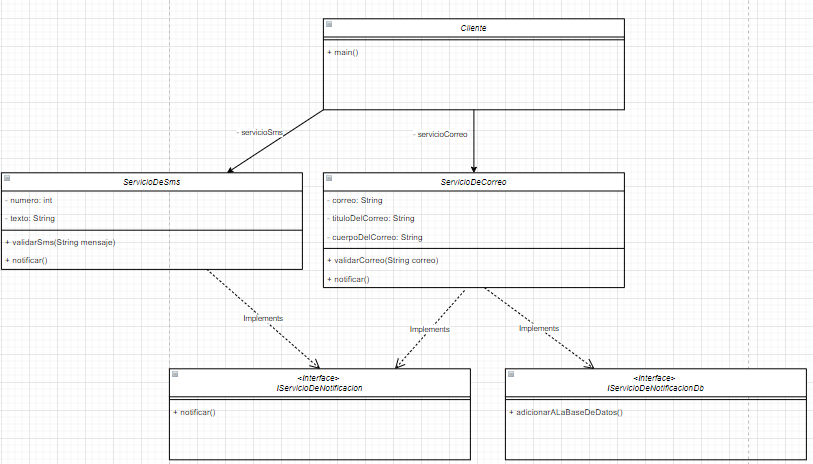 Cliente
+ main()
- servicioSms
- servicioCorreo
ServicioDeSms
- numero: int
- texto: String
+ validarSms(String mensaje)
+ notificar()
ServicioDeCorreo
- correo: String
- tituloDelCorreo: String
- cuerpoDelCorreo: String
+ validarCorreo(String correo)
+ notificar()
Implements
Implements
Implements
<Interface>
IServicioDeNotificacion
+ notificar()
<Interface>
IServicioDeNotificacionDb
+ adicionarALaBaseDeDatos()